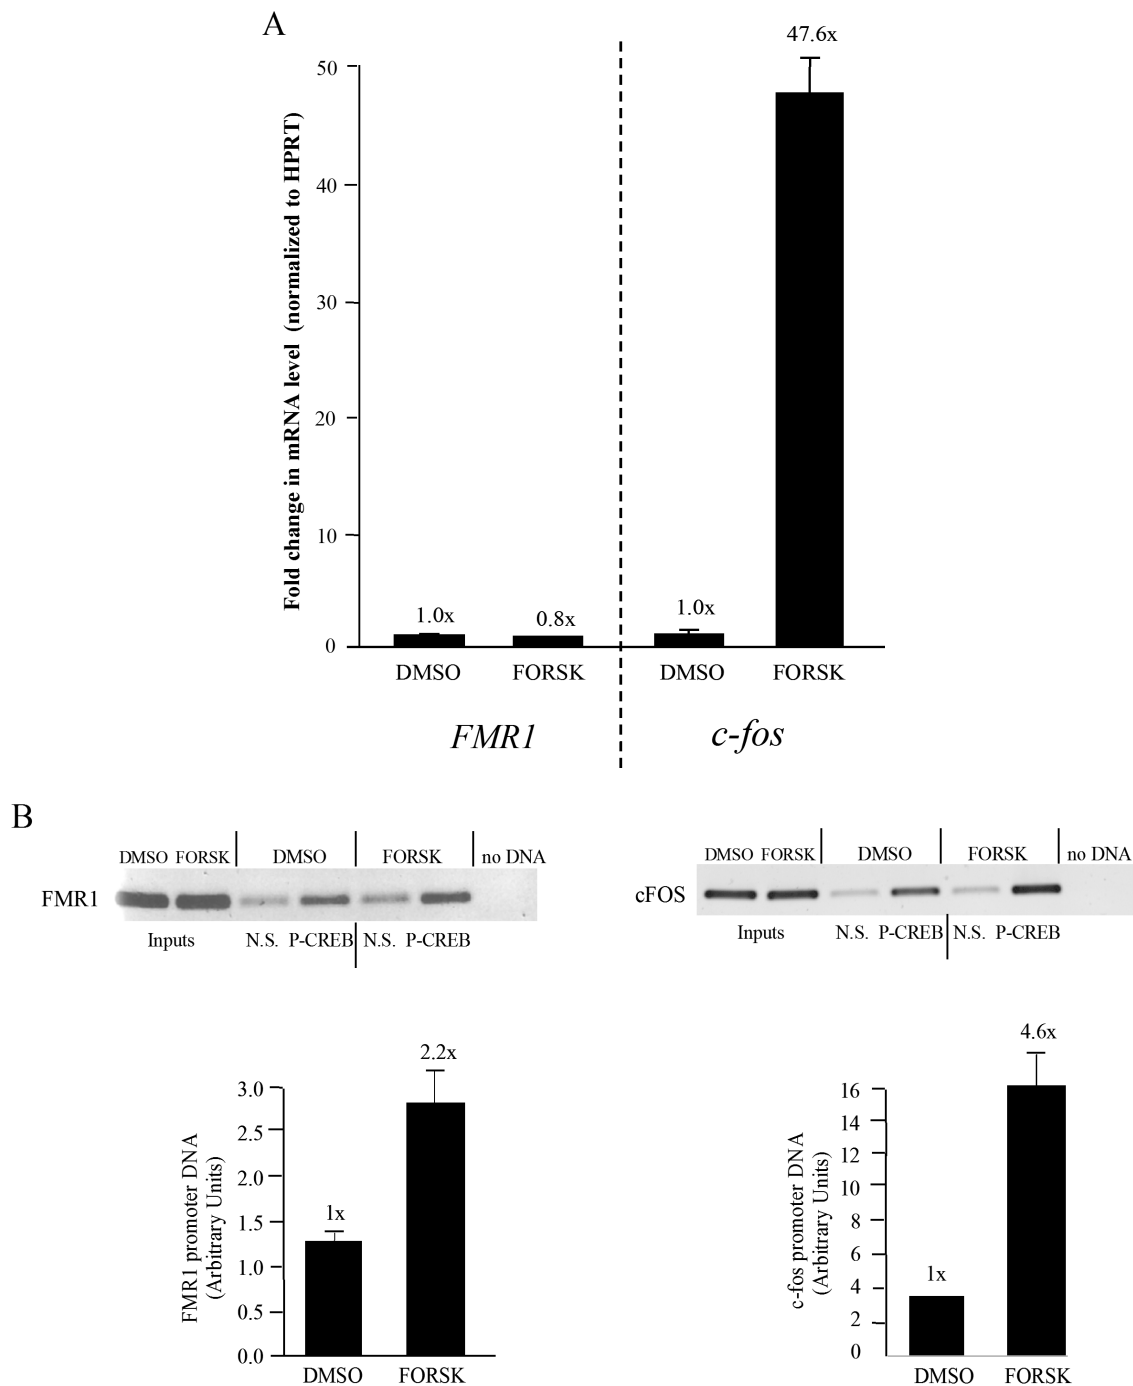 A
47.6x
50
40
30
20
10
0
Fold change in mRNA level (normalized to HPRT)
1.0x
0.8x
1.0x
DMSO FORSK DMSO FORSK
FMR1 c-fos
B
DMSO FORSK DMSO FORSK no DNA
FMR1
Inputs N.S. P-CREB N.S. P-CREB
DMSO FORSK DMSO FORSK no DNA
cFOS
Inputs N.S. P-CREB N.S. P-CREB
2.2x
3.0
2.5
2.0
1.5
1.0
0.5
0.0
FMR1 promoter DNA
(Arbitrary Units)
1x
DMSO FORSK
4.6x
16
14
12
10
8
6
4
2
0
c-fos promoter DNA
(Arbitrary Units)
1x
DMSO FORSK